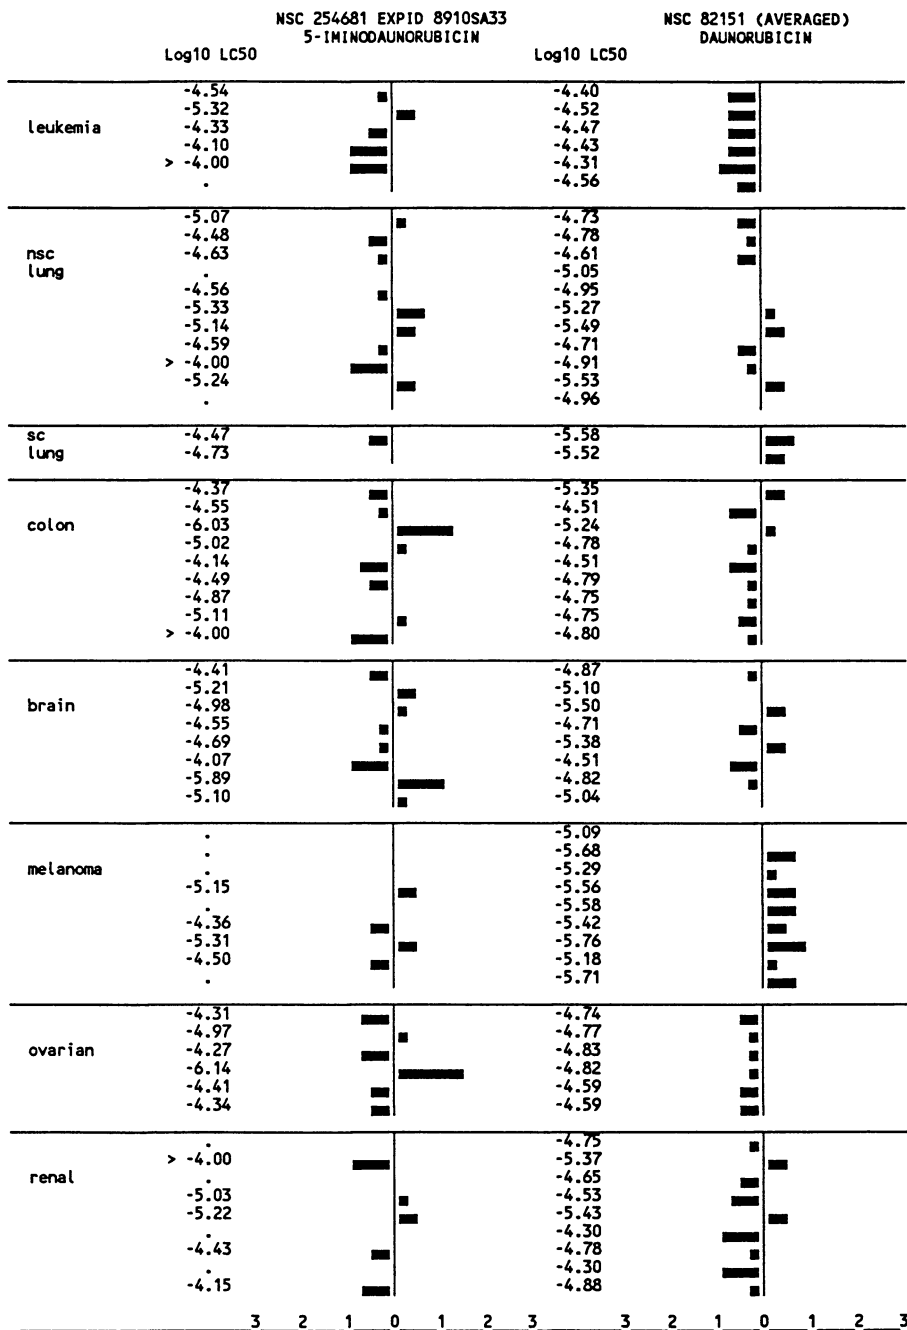 NSC 254681 EXPID 8910SA33 NSC 82151 (AVERAGED)
5-IMINODAUNORUBICIN DAUNORUBICIN
Log10 LC50 Log10 LC50
-4.54 -4.40
-5.32 -4.52
leukemia -4.33 -4.47
-4.10 -4.43
> -4.00 -4.31
. -4.56
-5.07 -4.73
-4.48 -4.78
nsc -4.63 -4.61
lung . -5.05
-4.56 -4.95
-5.33 -5.27
-5.14 -5.49
-4.59 -4.71
> -4.00 -4.91
-5.24 -5.53
. -4.96
sc -4.47 -5.58
lung -4.73 -5.52
-4.37 -5.35
-4.55 -4.51
colon -6.03 -5.24
-5.02 -4.78
-4.14 -4.51
-4.49 -4.79
-4.87 -4.75
-5.11 -4.75
> -4.00 -4.80
-4.41 -4.87
-5.21 -5.10
brain -4.98 -5.50
-4.55 -4.71
-4.69 -5.38
-4.07 -4.51
-5.89 -4.82
-5.10 -5.04
. -5.09
. -5.68
melanoma . -5.29
-5.15 -5.56
. -5.58
-4.36 -5.42
-5.31 -5.76
-4.50 -5.18
. -5.71
-4.31 -4.74
-4.97 -4.77
ovarian -4.27 -4.83
-6.14 -4.82
-4.41 -4.59
-4.34 -4.59
. -4.75
> -4.00 -5.37
renal . -4.65
-5.03 -4.53
-5.22 -5.43
. -4.30
-4.43 -4.78
. -4.30
-4.15 -4.88
3 2 1 0 1 2 3 3 2 1 0 1 2 3